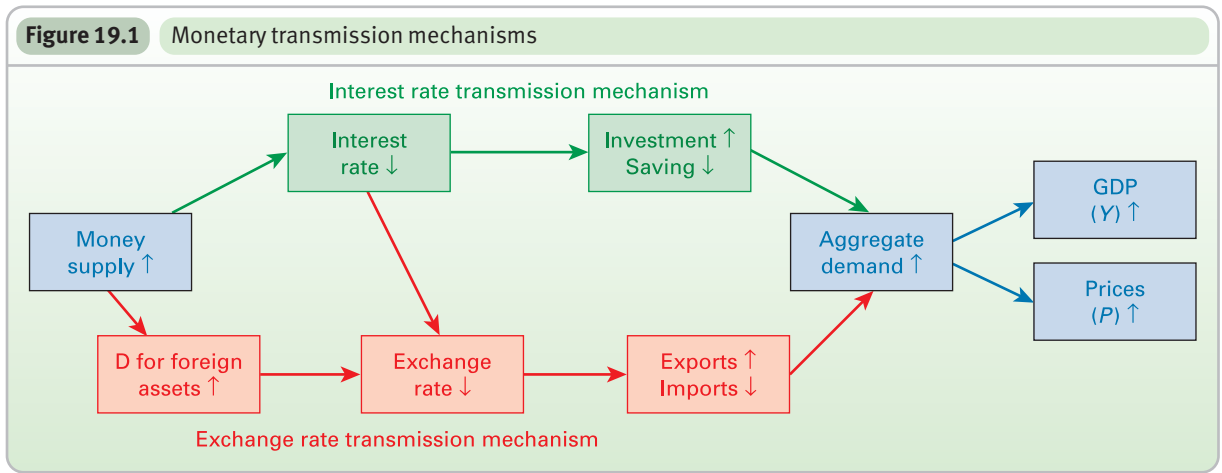 Figure 19.1 Monetary transmission mechanisms
Interest rate transmission mechanism
Interest
rate ↓
Investment ↑
Saving ↓
Money
supply ↑
Aggregate
demand ↑
GDP
(Y) ↑
Prices
(P) ↑
D for foreign
assets ↑
Exchange
rate ↓
Exports ↑
Imports ↓
Exchange rate transmission mechanism